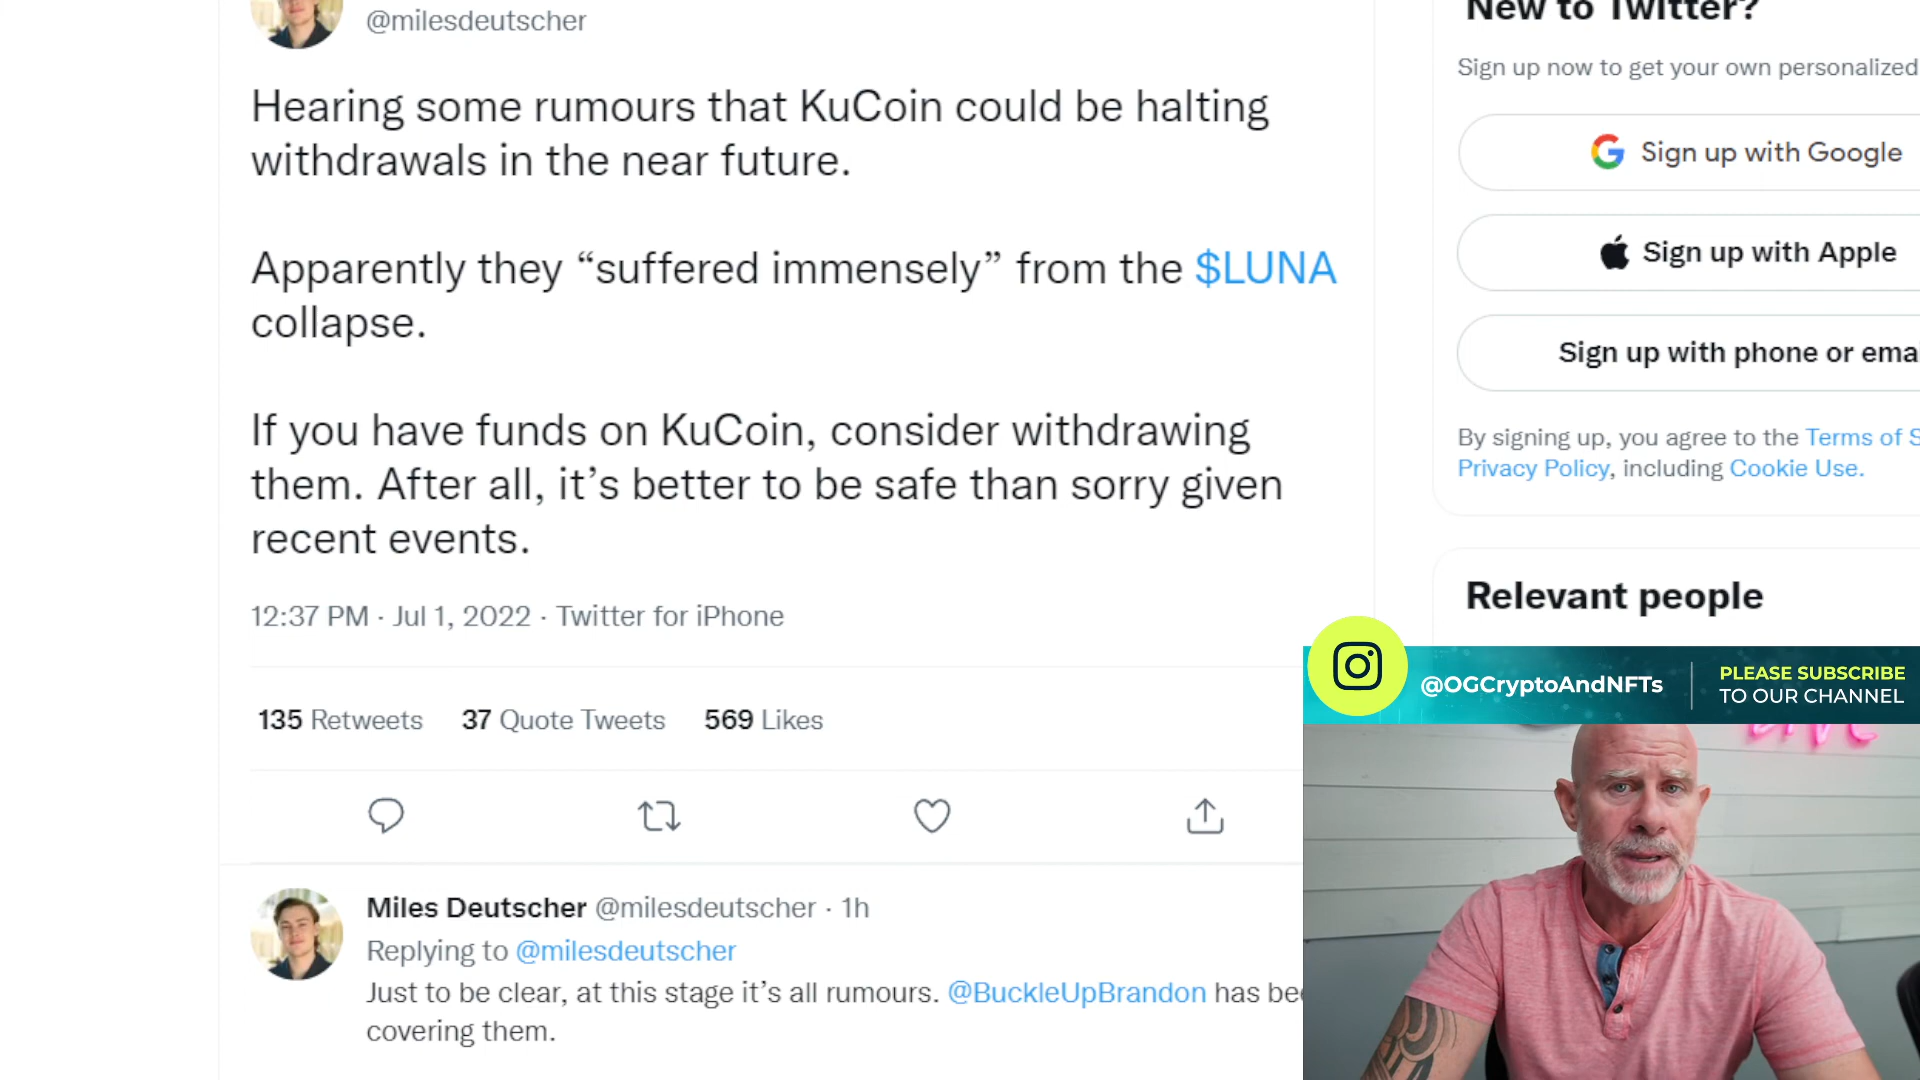 @milesdeutscher
Hearing some rumours that KuCoin could be halting
withdrawals in the near future.
Apparently they “suffered immensely” from the $LUNA
collapse.
If you have funds on KuCoin, consider withdrawing
them. After all, it’s better to be safe than sorry given
recent events.
12:37 PM · Jul 1, 2022 · Twitter for iPhone
135 Retweets 37 Quote Tweets 569 Likes
Miles Deutscher @milesdeutscher · 1h
Replying to @milesdeutscher
Just to be clear, at this stage it’s all rumours. @BuckleUpBrandon has
covering them.
New to Twitter?
Sign up now to get your own personalized
Sign up with Google
Sign up with Apple
Sign up with phone or
By signing up, you agree to the Terms of
Privacy Policy, including Cookie Use.
Relevant people
@OGCryptoAndNFTs
PLEASE SUBSCRIBE
TO OUR CHANNEL